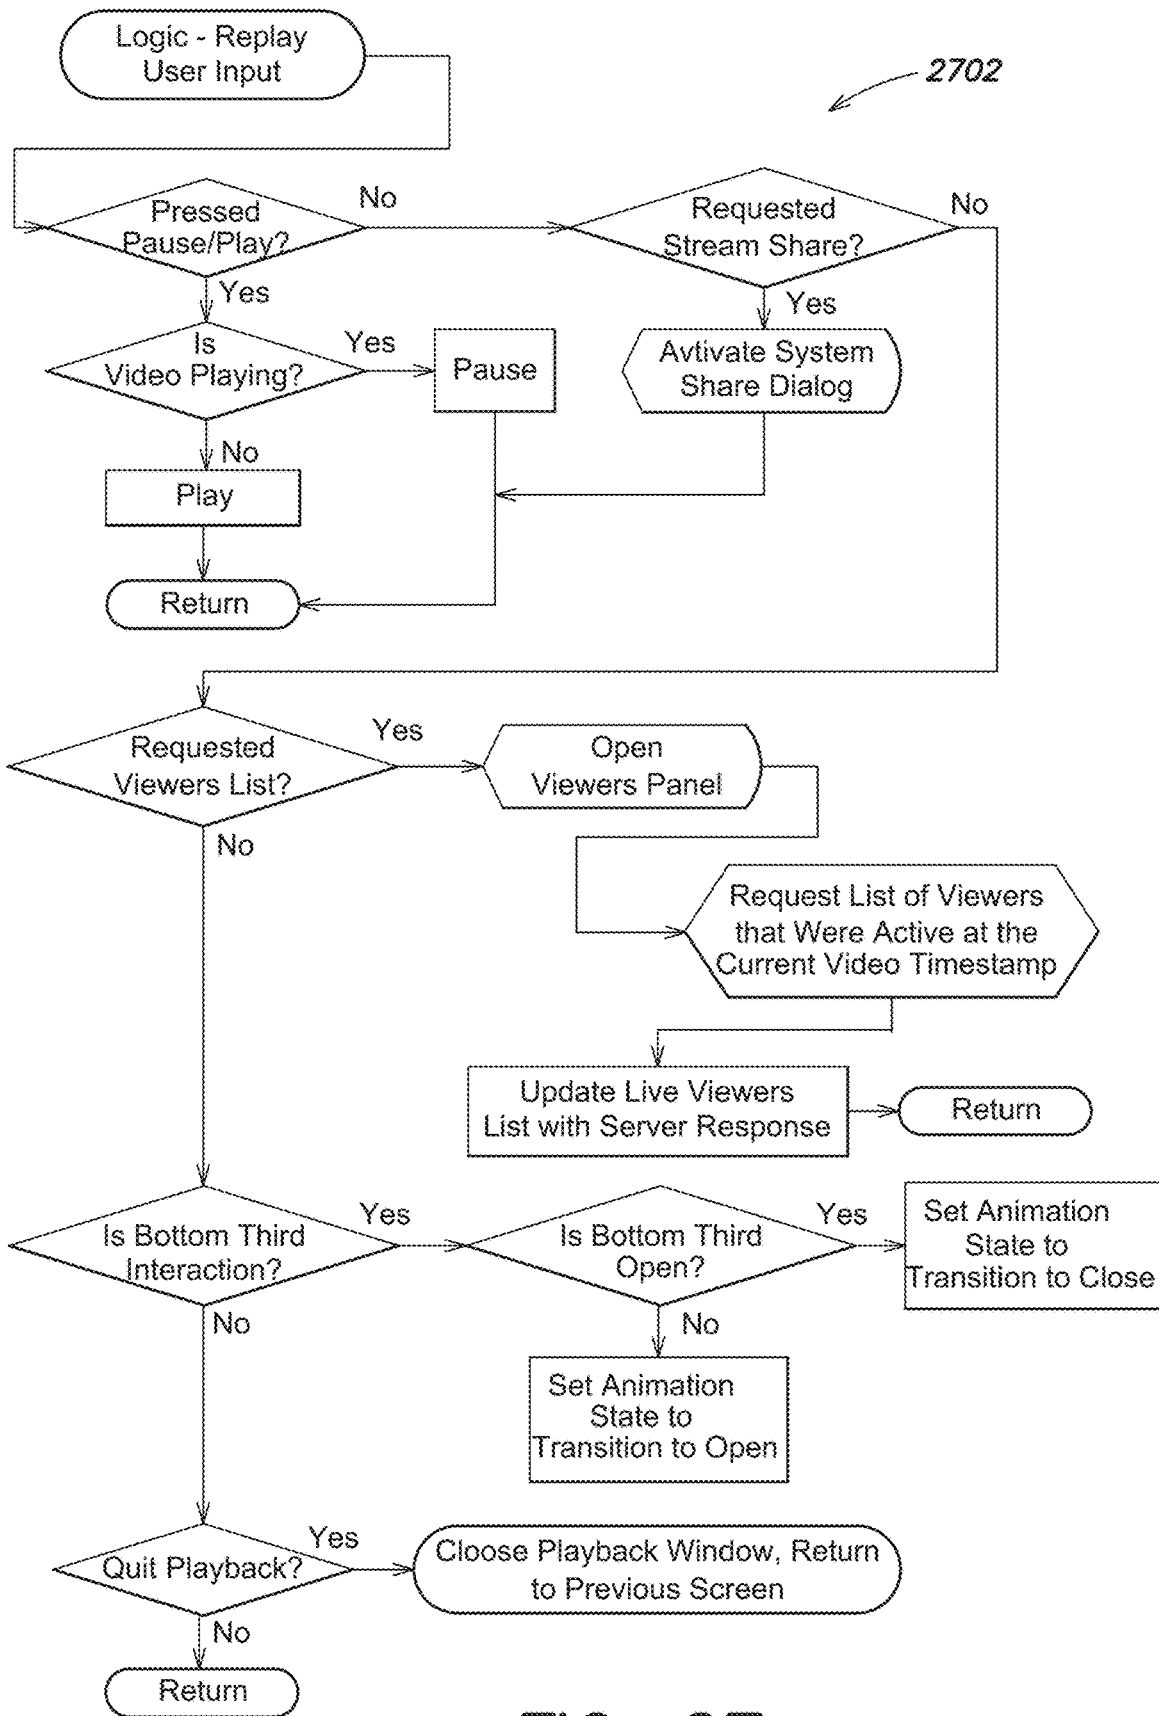 Logic - Replay
User Input
2702
Pressed
Pause/Play?
No
Requested
Stream Share?
No
Yes
Yes
Is
Video Playing?
Yes
Pause
Avtivate System
Share Dialog
No
Play
Return
Requested
Viewers List?
Yes
Open
Viewers Panel
No
Request List of Viewers
that Were Active at the
Current Video Timestamp
Update Live Viewers
List with Server Response
Return
Is Bottom Third
Interaction?
Yes
Is Bottom Third
Open?
Yes
Set Animation
State to
Transition to Close
No
No
Set Animation
State to
Transition to Open
Quit Playback?
Yes
Cloose Playback Window, Return
to Previous Screen
No
Return